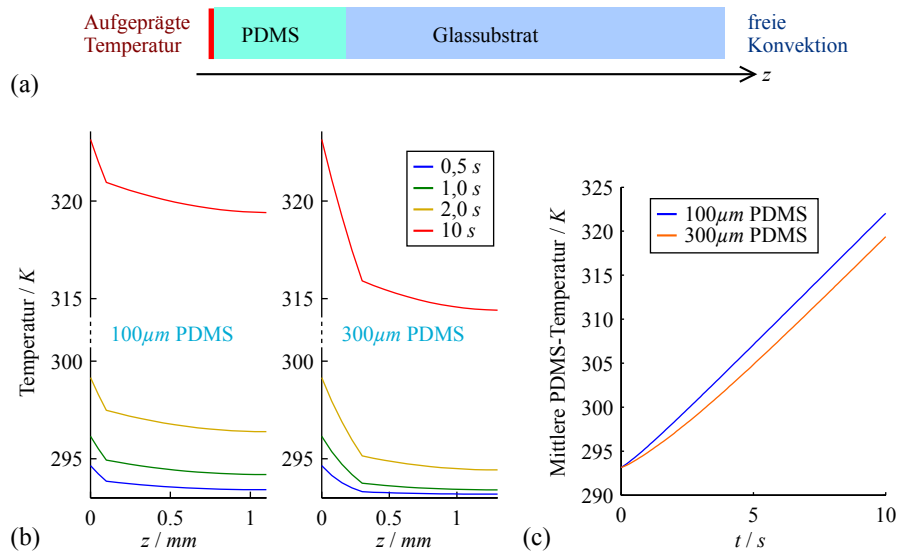 Aufgeprägte
Temperatur
PDMS
Glassubstrat
freie
Konvektion
z
(a)
Temperatur / K
320
315
300
295
100µm PDMS
0
0.5
1
z / mm
(b)
300µm PDMS
0,5 s
1,0 s
2,0 s
10 s
320
315
300
295
0
0.5
1
z / mm
Mittlere PDMS-Temperatur / K
325
320
315
310
305
300
295
290
100µm PDMS
300µm PDMS
0
5
10
t / s
(c)